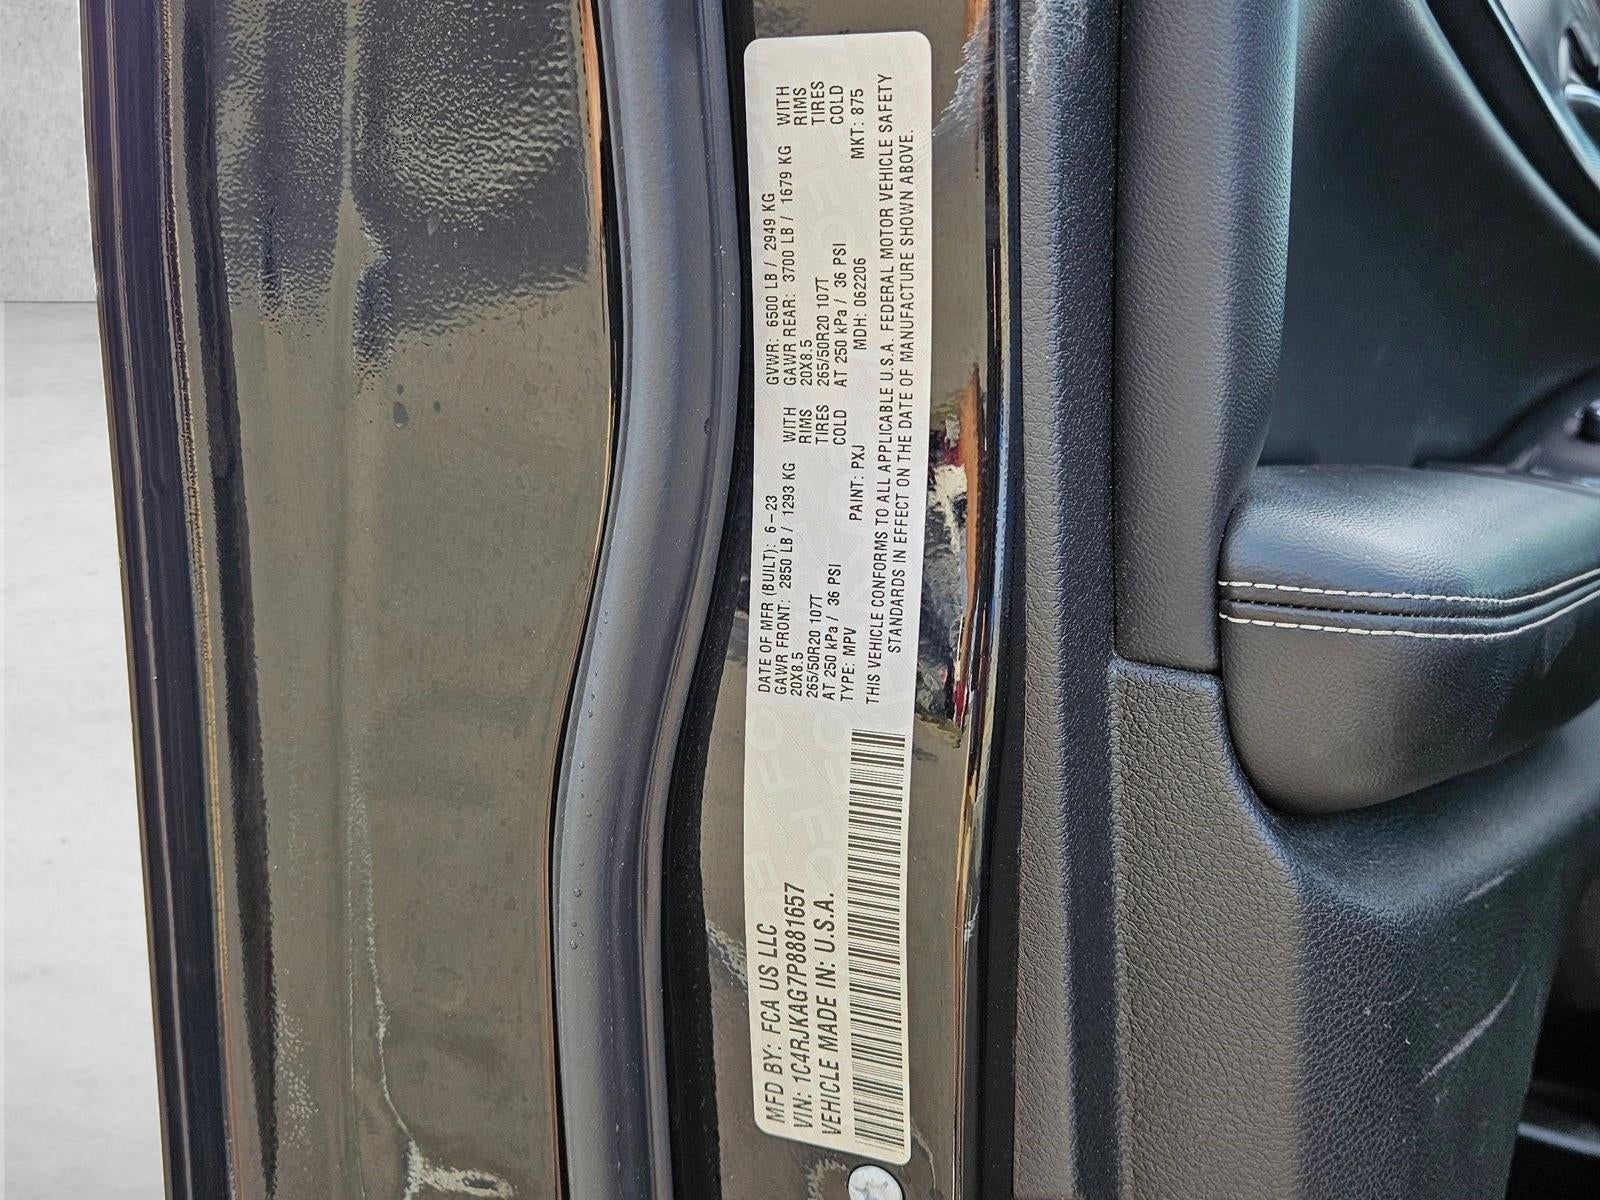 MFD BY: FCA US LLC
VIN: 1C4RJKAG7P8881657
VEHICLE MADE IN: U.S.A.
DATE OF MFR (BUILT): 6-23 GVWR: 6500 LB / 2949 KG
GAWR FRONT: 2850 LB / 1293 KG WITH GAWR REAR: 3700 LB / 1679 KG WITH
20X8.5 RIMS 20X8.5 RIMS
265/50R20 107T TIRES 265/50R20 107T TIRES
AT 250 kPa / 36 PSI COLD AT 250 kPa / 36 PSI COLD
TYPE: MPV PAINT: PXJ MDH: 062206 MKT: 875
THIS VEHICLE CONFORMS TO ALL APPLICABLE U.S.A. FEDERAL MOTOR VEHICLE SAFETY
STANDARDS IN EFFECT ON THE DATE OF MANUFACTURE SHOWN ABOVE.